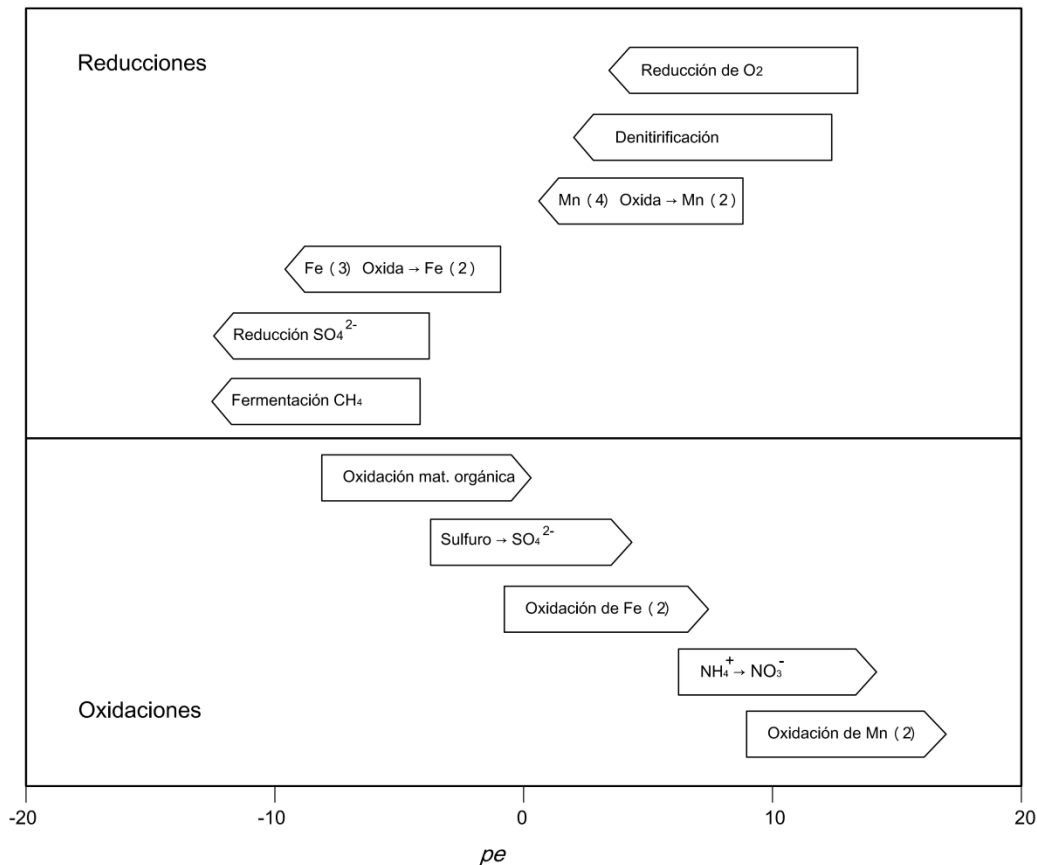 Reducciones
Reducción de O2
Denitirificación
Mn (4) Oxida → Mn (2)
Fe (3) Oxida → Fe (2)
Reducción SO4 2-
Fermentación CH4
Oxidación mat. orgánica
Sulfuro → SO4 2-
Oxidación de Fe (2)
NH4+ → NO3-
Oxidaciones
Oxidación de Mn (2)
-20 -10 0 10 20
pe